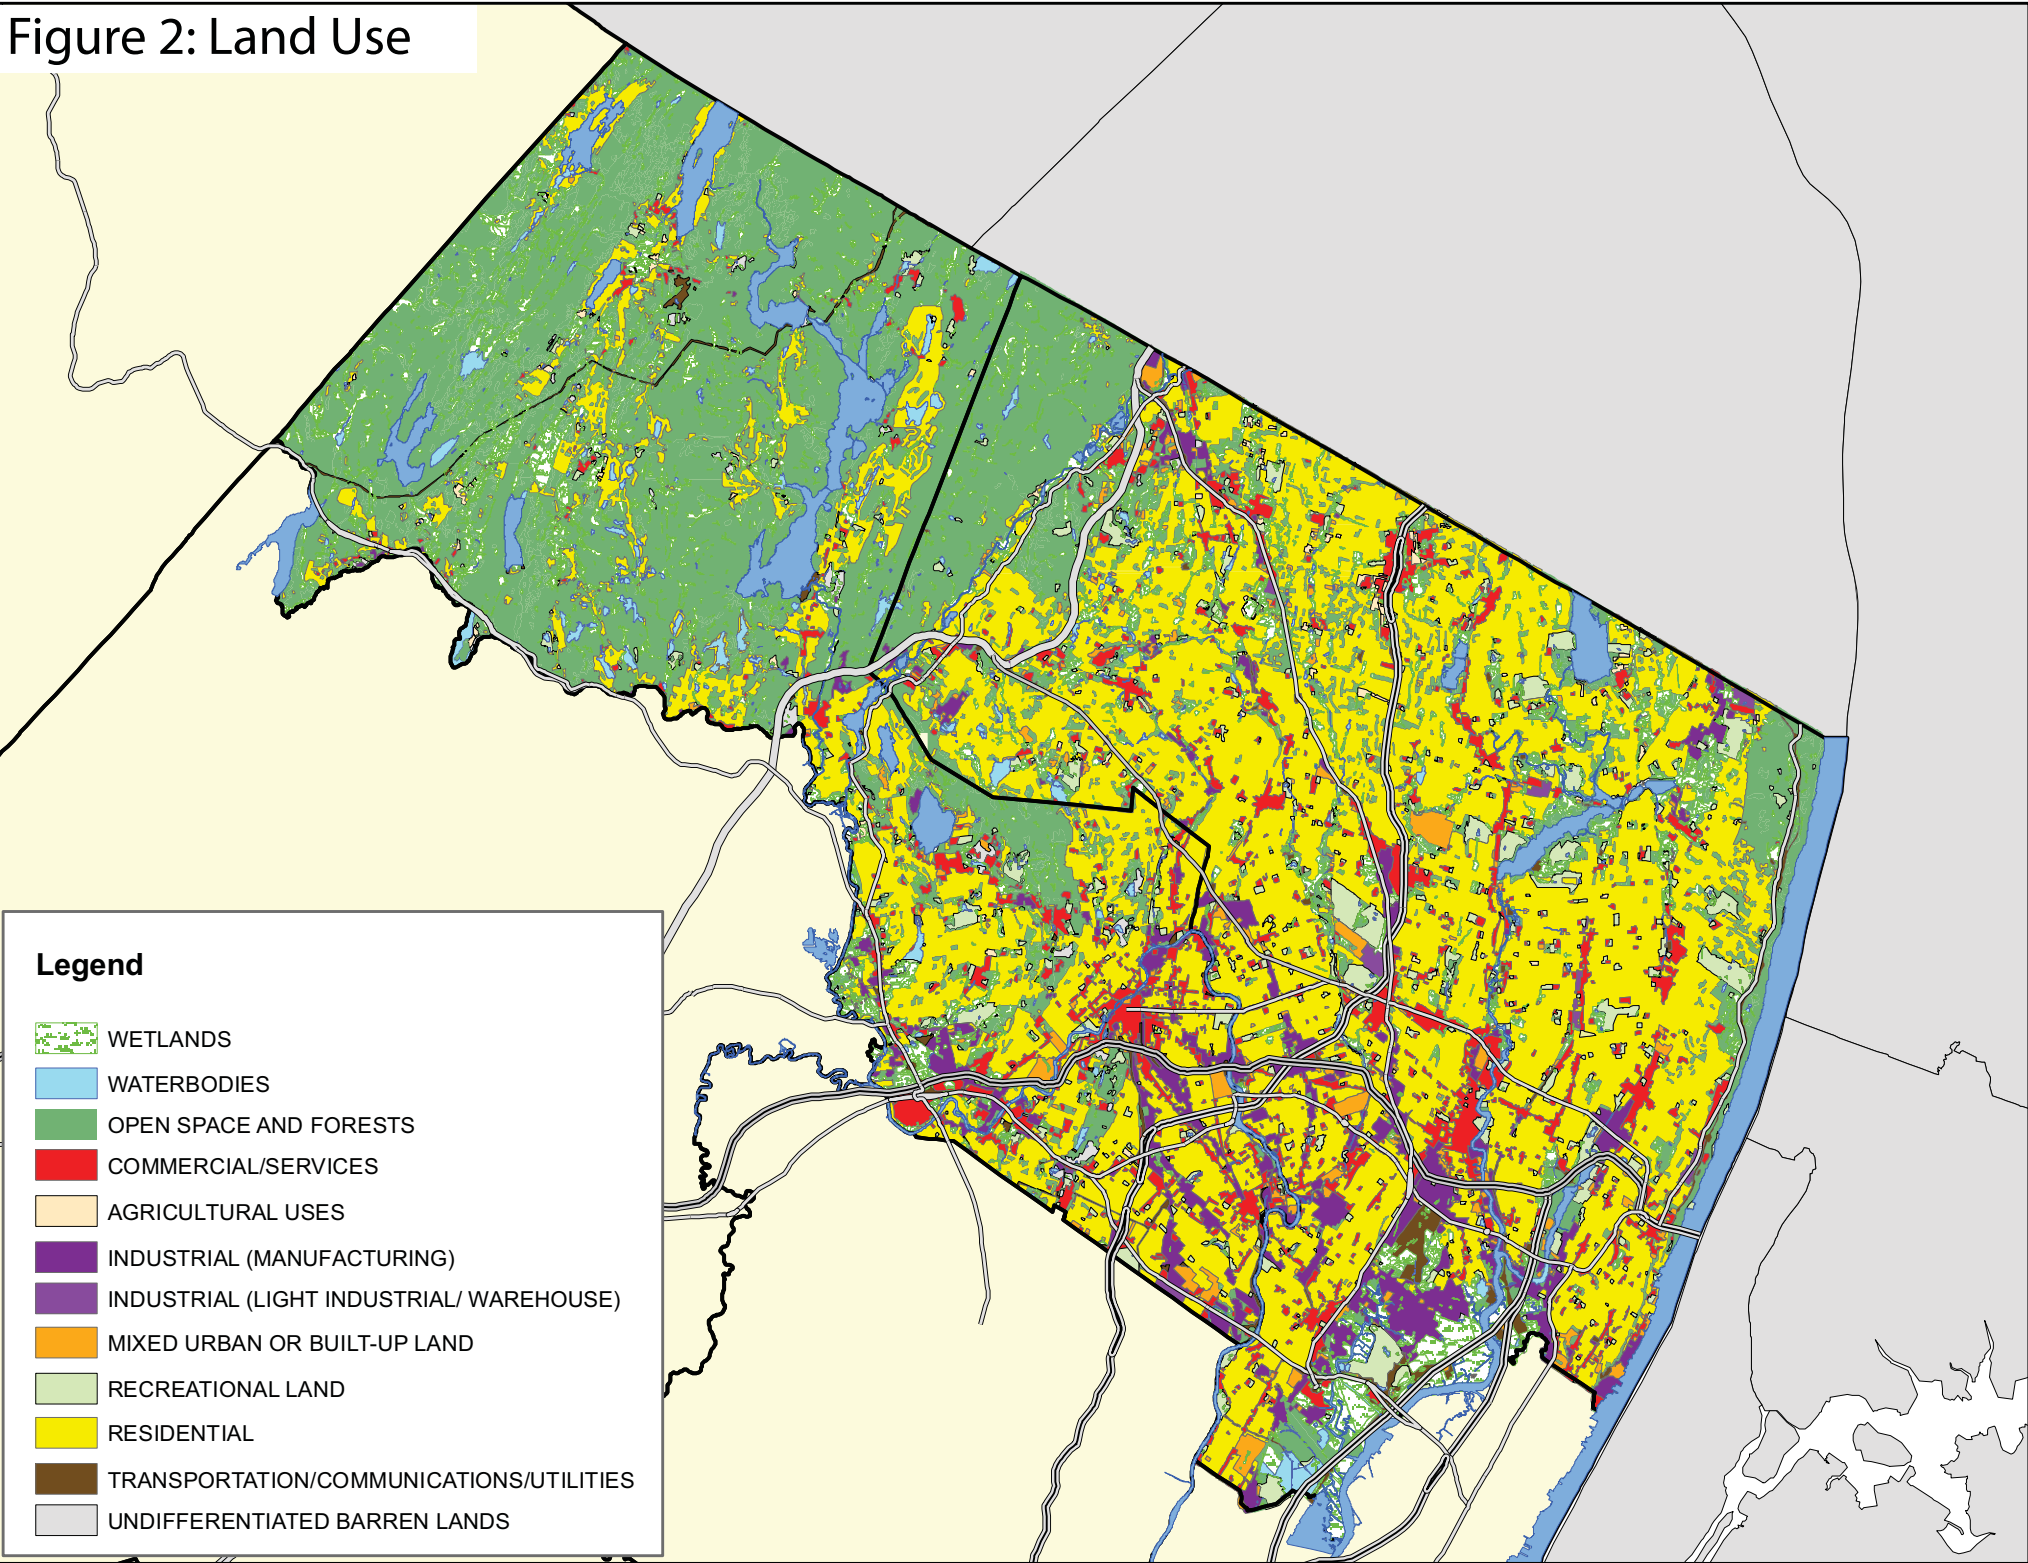 Figure 2: Land Use
Legend
WETLANDS
WATERBODIES
OPEN SPACE AND FORESTS
COMMERCIAL/SERVICES
AGRICULTURAL USES
INDUSTRIAL (MANUFACTURING)
INDUSTRIAL (LIGHT INDUSTRIAL/ WAREHOUSE)
MIXED URBAN OR BUILT-UP LAND
RECREATIONAL LAND
RESIDENTIAL
TRANSPORTATION/COMMUNICATIONS/UTILITIES
UNDIFFERENTIATED BARREN LANDS